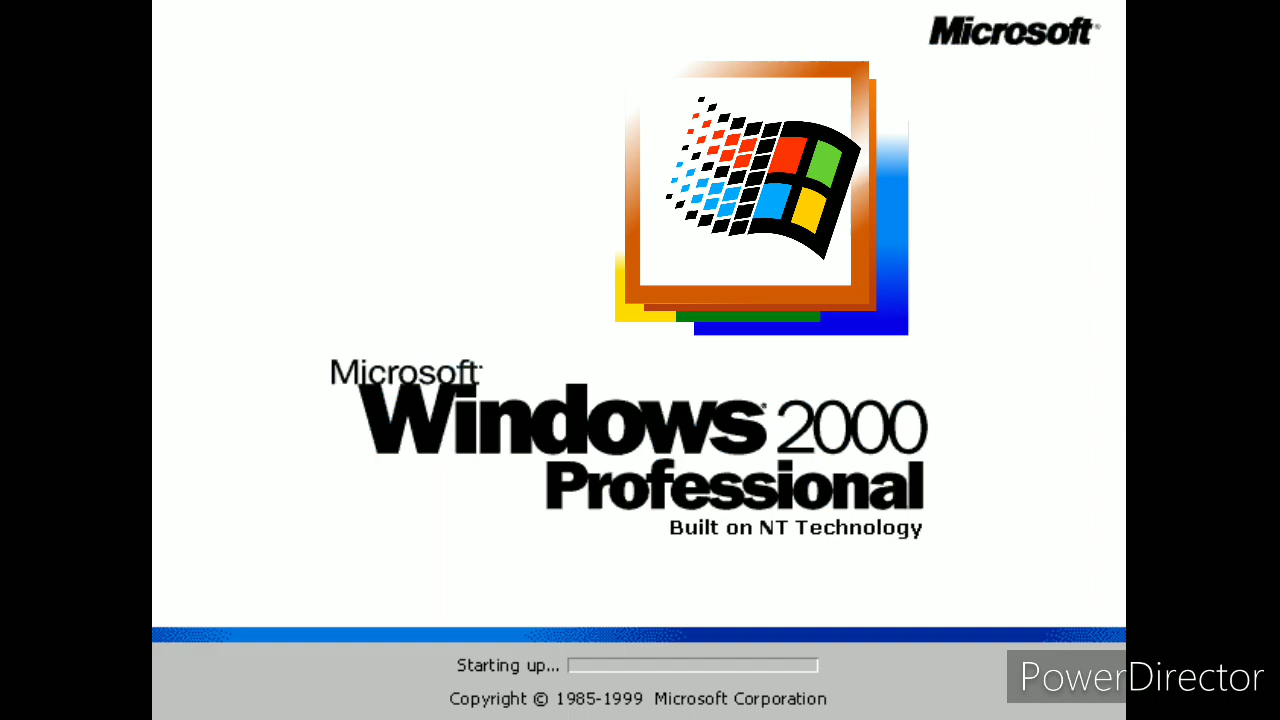 Microsoft®
Microsoft®
Windows® 2000
Professional
Built on NT Technology
Starting up...
Copyright © 1985-1999 Microsoft Corporation
PowerDirector